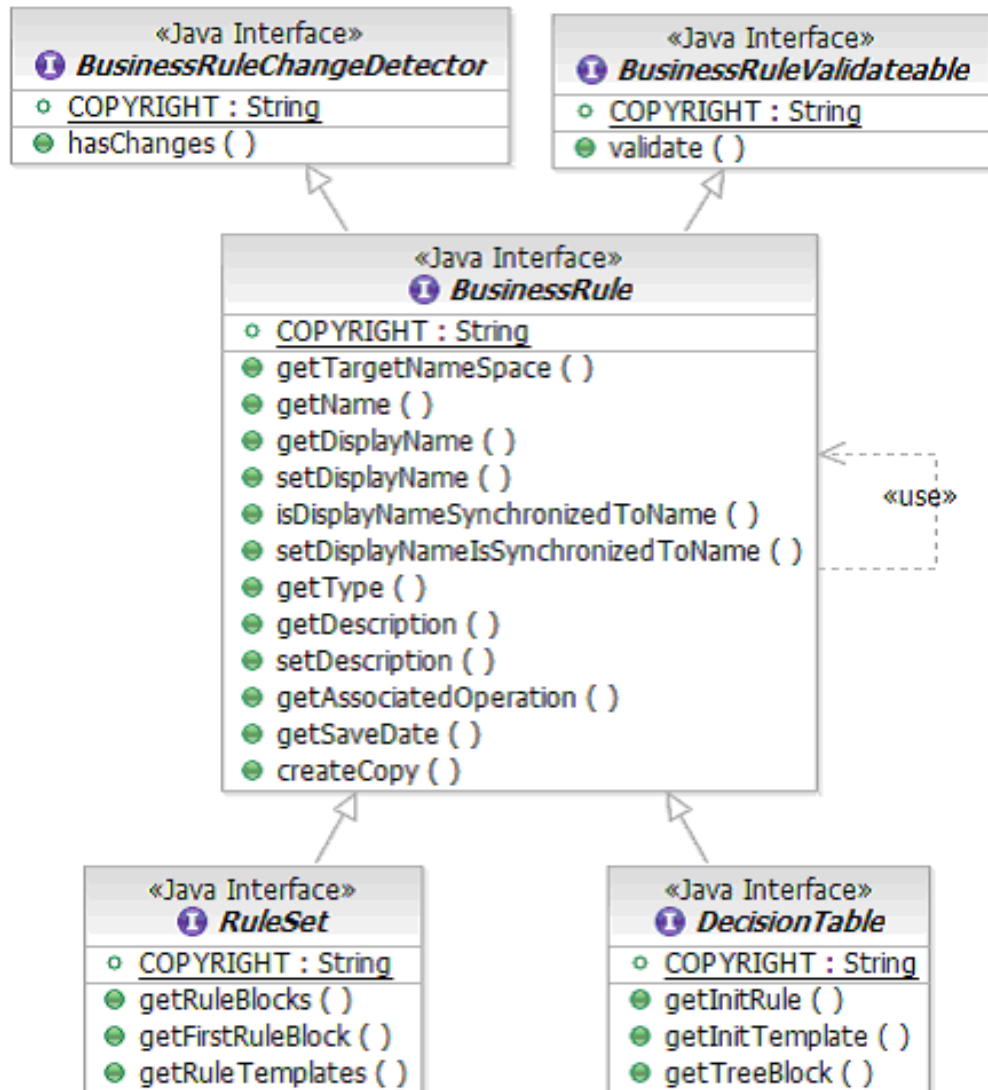 «Java Interface»
BusinessRuleChangeDetector
COPYRIGHT : String
hasChanges ( )
«Java Interface»
BusinessRuleValidateable
COPYRIGHT : String
validate ( )
«Java Interface»
BusinessRule
COPYRIGHT : String
getTargetNameSpace ( )
getName ( )
getDisplayName ( )
setDisplayName ( )
isDisplayNameSynchronizedToName ( )
setDisplayNameIsSynchronizedToName ( )
getType ( )
getDescription ( )
setDescription ( )
getAssociatedOperation ( )
getSaveDate ( )
createCopy ( )
«use»
«Java Interface»
RuleSet
COPYRIGHT : String
getRuleBlocks ( )
getFirstRuleBlock ( )
getRuleTemplates ( )
«Java Interface»
DecisionTable
COPYRIGHT : String
getInitRule ( )
getInitTemplate ( )
getTreeBlock ( )